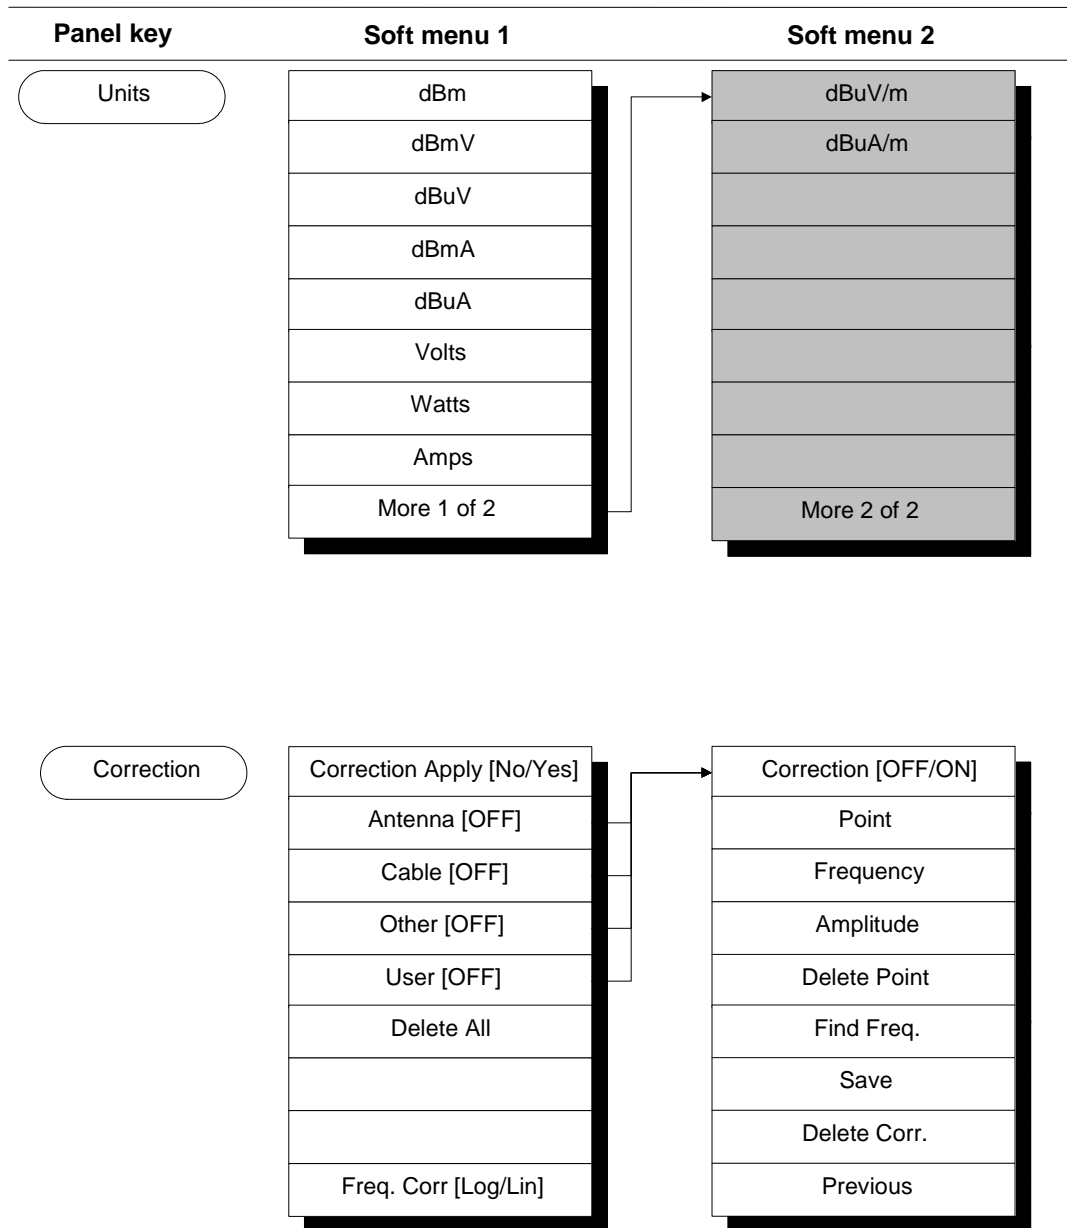 Panel key
Soft menu 1
Soft menu 2
Units
dBm
dBmV
dBuV
dBmA
dBuA
Volts
Watts
Amps
More 1 of 2
dBuV/m
dBuA/m
More 2 of 2
Correction
Correction Apply [No/Yes]
Antenna [OFF]
Cable [OFF]
Other [OFF]
User [OFF]
Delete All
Freq. Corr [Log/Lin]
Correction [OFF/ON]
Point
Frequency
Amplitude
Delete Point
Find Freq.
Save
Delete Corr.
Previous